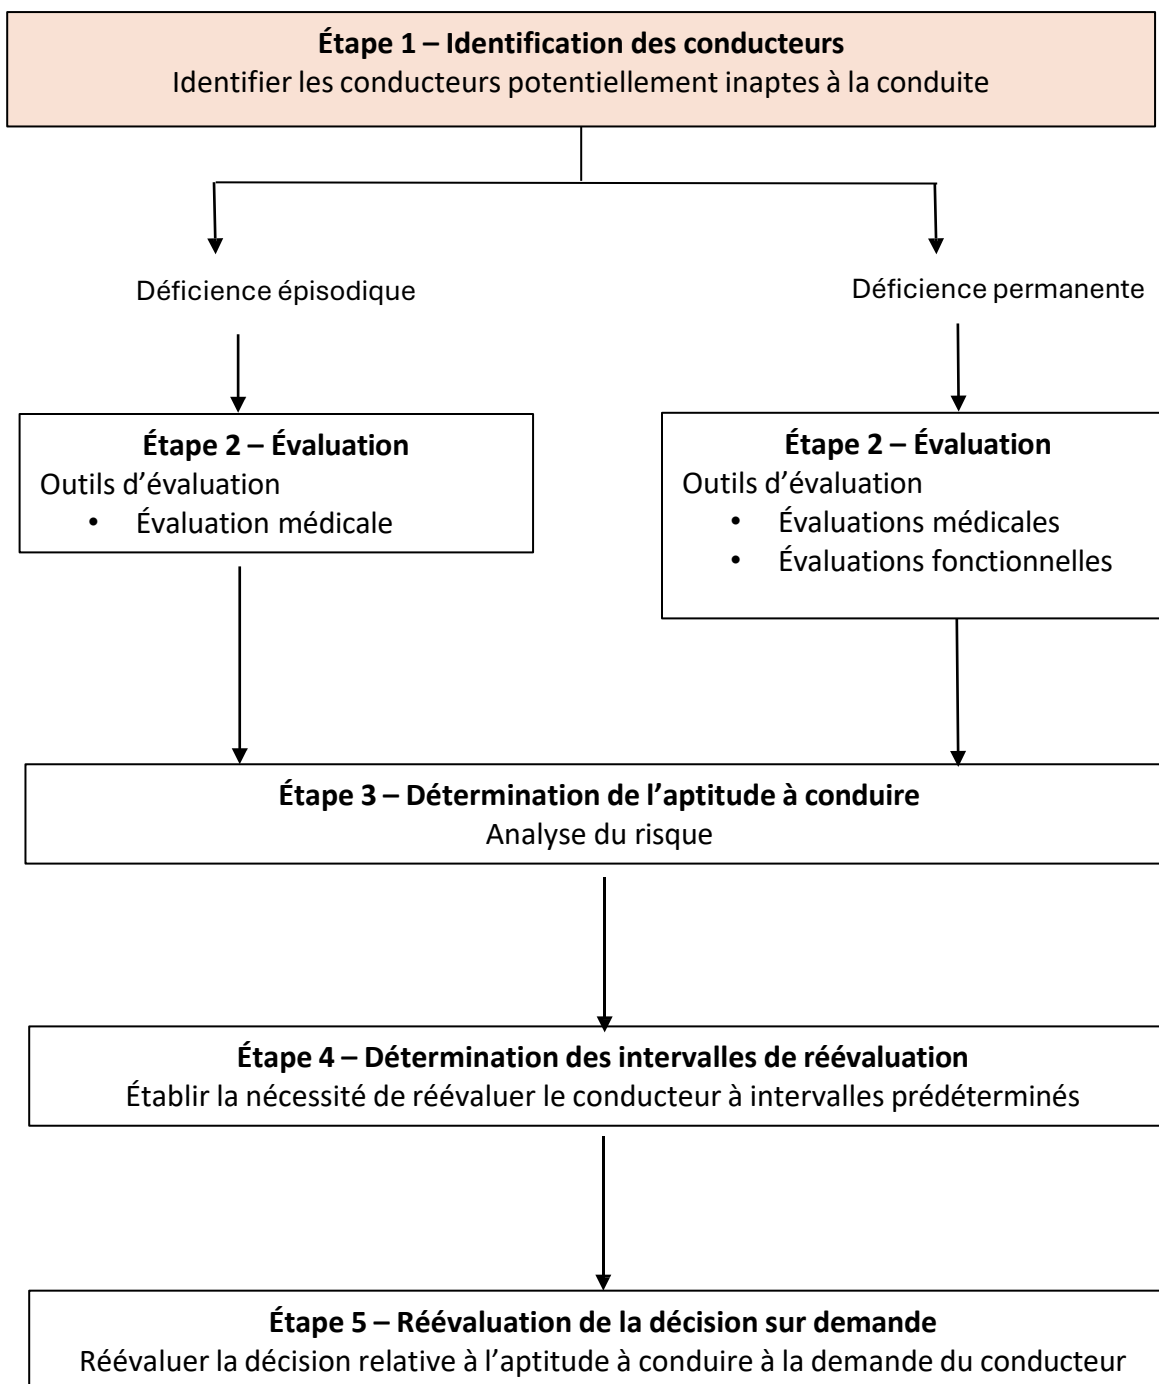 Étape 1 – Identification des conducteurs
Identifier les conducteurs potentiellement inaptes à la conduite
Déficience épisodique
Déficience permanente
Étape 2 – Évaluation
Outils d’évaluation
• Évaluation médicale
Étape 2 – Évaluation
Outils d’évaluation
• Évaluations médicales
• Évaluations fonctionnelles
Étape 3 – Détermination de l’aptitude à conduire
Analyse du risque
Étape 4 – Détermination des intervalles de réévaluation
Établir la nécessité de réévaluer le conducteur à intervalles prédéterminés
Étape 5 – Réévaluation de la décision sur demande
Réévaluer la décision relative à l’aptitude à conduire à la demande du conducteur